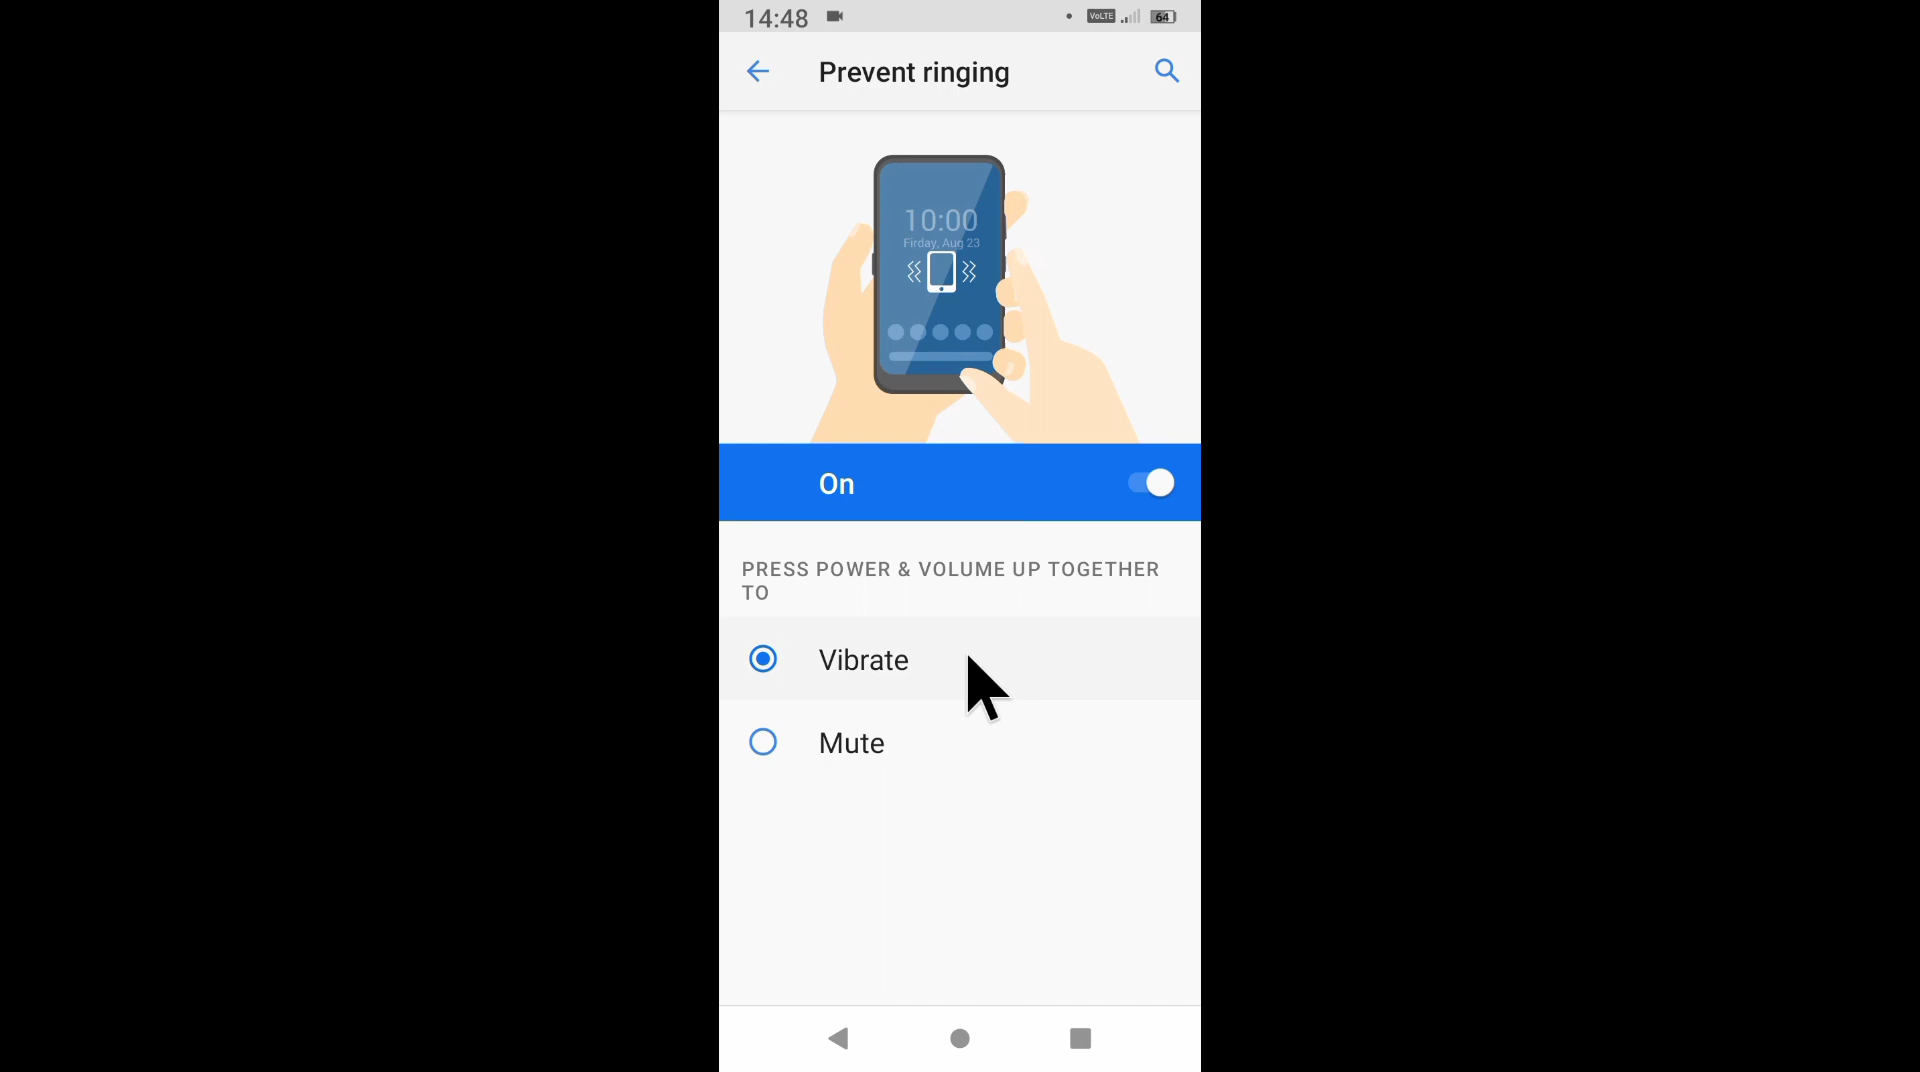 14:48
VoLTE
64
Prevent ringing
10:00
Firday, Aug 23
On
PRESS POWER & VOLUME UP TOGETHER
TO
Vibrate
Mute